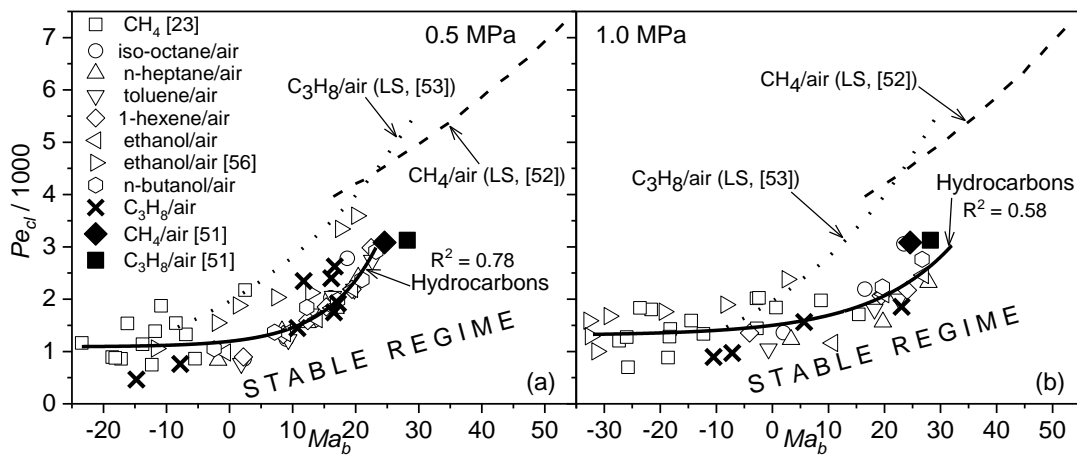 7
6
5
4
3
2
1
0
Pe_cl / 1000
CH₄ [23]
iso-octane/air
n-heptane/air
toluene/air
1-hexene/air
ethanol/air
ethanol/air [56]
n-butanol/air
C₃H₈/air
CH₄/air [51]
C₃H₈/air [51]
0.5 MPa
C₃H₈/air (LS, [53])
CH₄/air (LS, [52])
R² = 0.78
Hydrocarbons
STABLE REGIME
(a)
-20 -10 0 10 20 30 40 50
Ma_b
1.0 MPa
CH₄/air (LS, [52])
C₃H₈/air (LS, [53])
Hydrocarbons
R² = 0.58
STABLE REGIME
(b)
-30 -20 -10 0 10 20 30 40 50
Ma_b